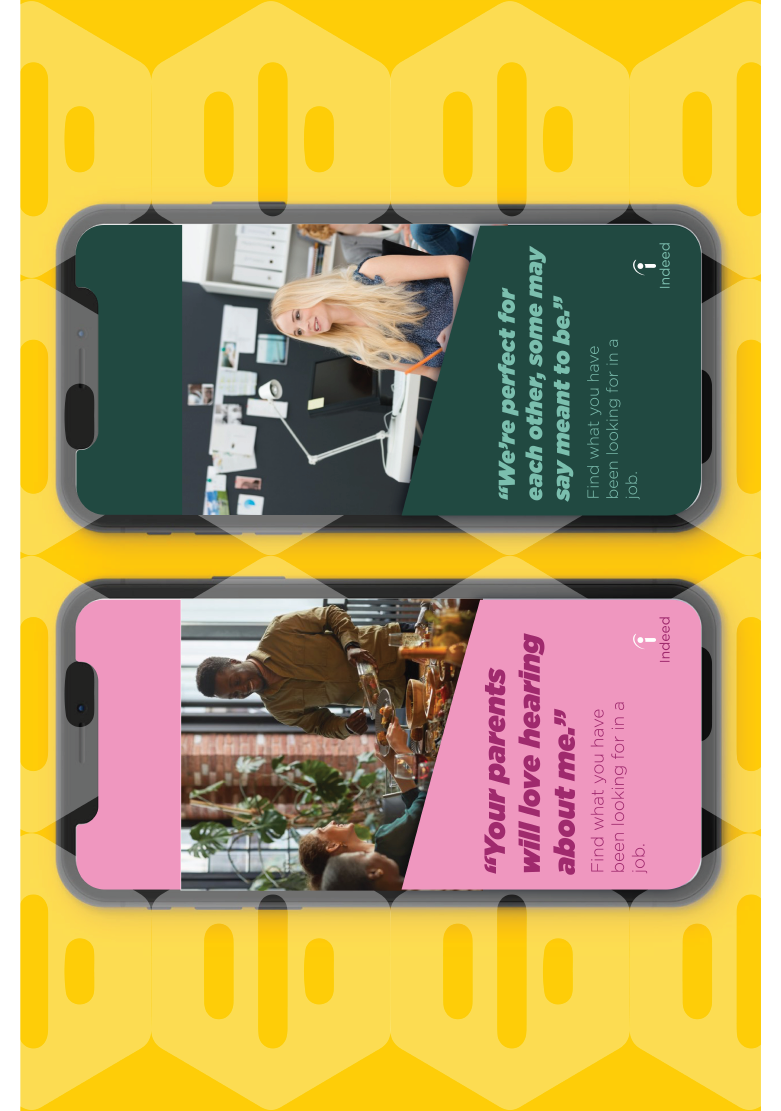 “We’re perfect for
each other, some may
say meant to be.”
Find what you have
been looking for in a
job.
Indeed
“Your parents
will love hearing
about me.”
Find what you have
been looking for in a
job.
Indeed